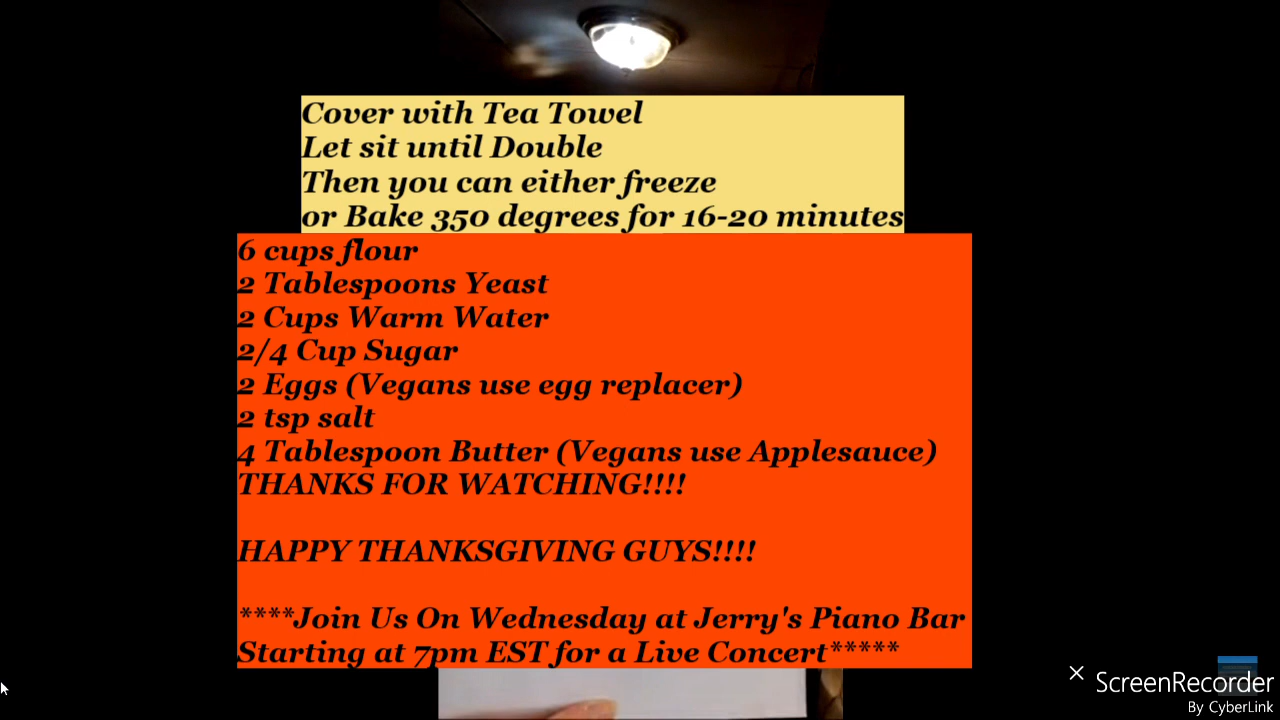 Cover with Tea Towel
Let sit until Double
Then you can either freeze
or Bake 350 degrees for 16-20 minutes
6 cups flour
2 Tablespoons Yeast
2 Cups Warm Water
2/4 Cup Sugar
2 Eggs (Vegans use egg replacer)
2 tsp salt
4 Tablespoon Butter (Vegans use Applesauce)
THANKS FOR WATCHING!!!!
HAPPY THANKSGIVING GUYS!!!!
****Join Us On Wednesday at Jerry's Piano Bar
Starting at 7pm EST for a Live Concert*****
ScreenRecorder
By CyberLink